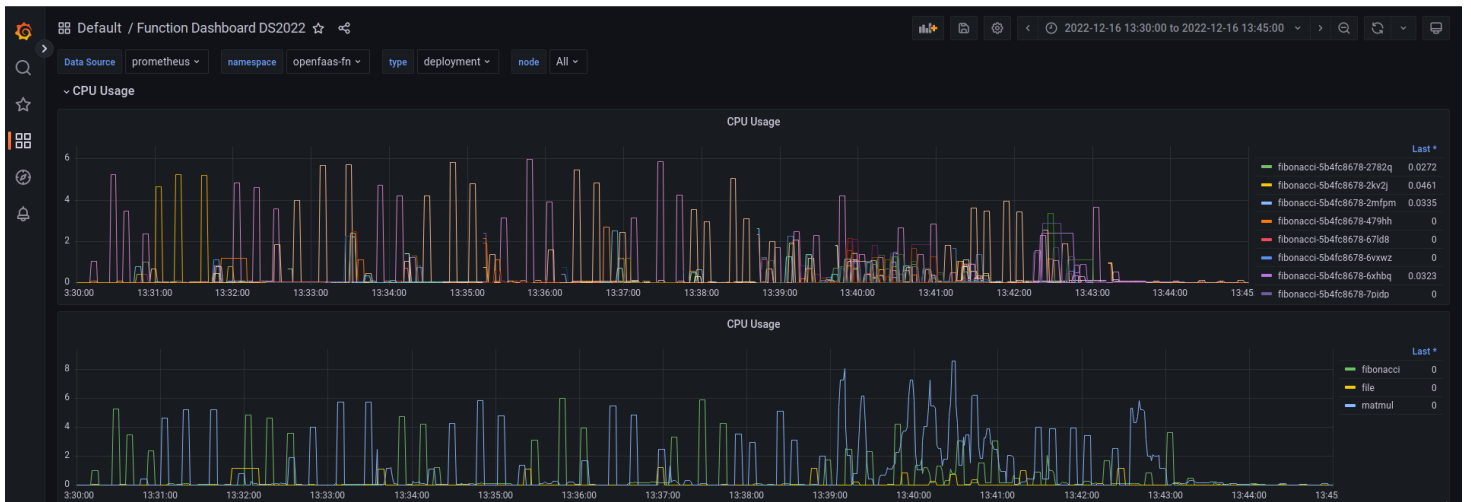 Default / Function Dashboard DS2022
2022-12-16 13:30:00 to 2022-12-16 13:45:00
Data Source prometheus namespace openfaas-fn type deployment node All
CPU Usage
CPU Usage
Last *
6
4
2
0
3:30:00 13:31:00 13:32:00 13:33:00 13:34:00 13:35:00 13:36:00 13:37:00 13:38:00 13:39:00 13:40:00 13:41:00 13:42:00 13:43:00 13:44:00 13:45
fibonacci-5b4fc8678-2782q 0.0272
fibonacci-5b4fc8678-2kv2j 0.0461
fibonacci-5b4fc8678-2mfpm 0.0335
fibonacci-5b4fc8678-479hh 0
fibonacci-5b4fc8678-67ld8 0
fibonacci-5b4fc8678-6vxwz 0
fibonacci-5b4fc8678-6xhbq 0.0323
fibonacci-5b4fc8678-7pjdp 0
CPU Usage
Last *
8
6
4
2
0
3:30:00 13:31:00 13:32:00 13:33:00 13:34:00 13:35:00 13:36:00 13:37:00 13:38:00 13:39:00 13:40:00 13:41:00 13:42:00 13:43:00 13:44:00 13:45
fibonacci 0
file 0
matmul 0